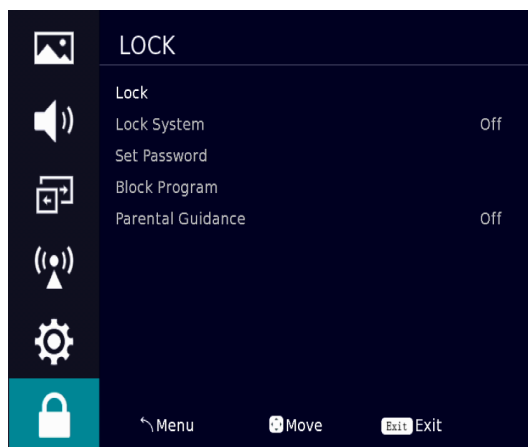 LOCK
Lock
Lock System Off
Set Password
Block Program
Parental Guidance Off
Menu Move Exit Exit